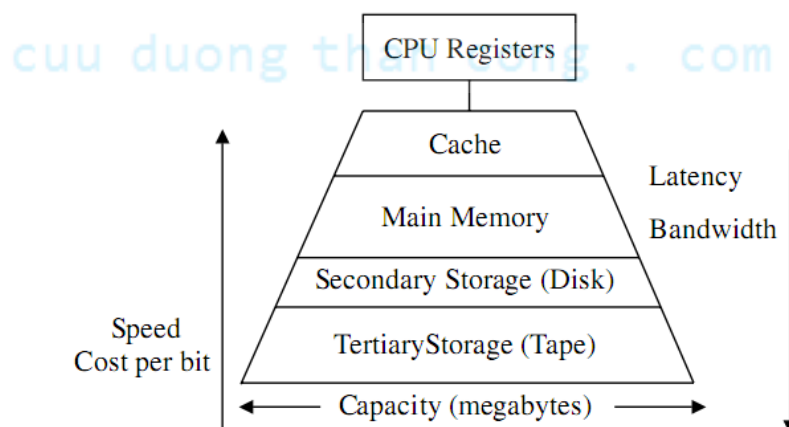 cuu duong than cong . com
CPU Registers
Cache
Latency
Main Memory
Bandwidth
Secondary Storage (Disk)
Speed
TertiaryStorage (Tape)
Cost per bit
Capacity (megabytes)